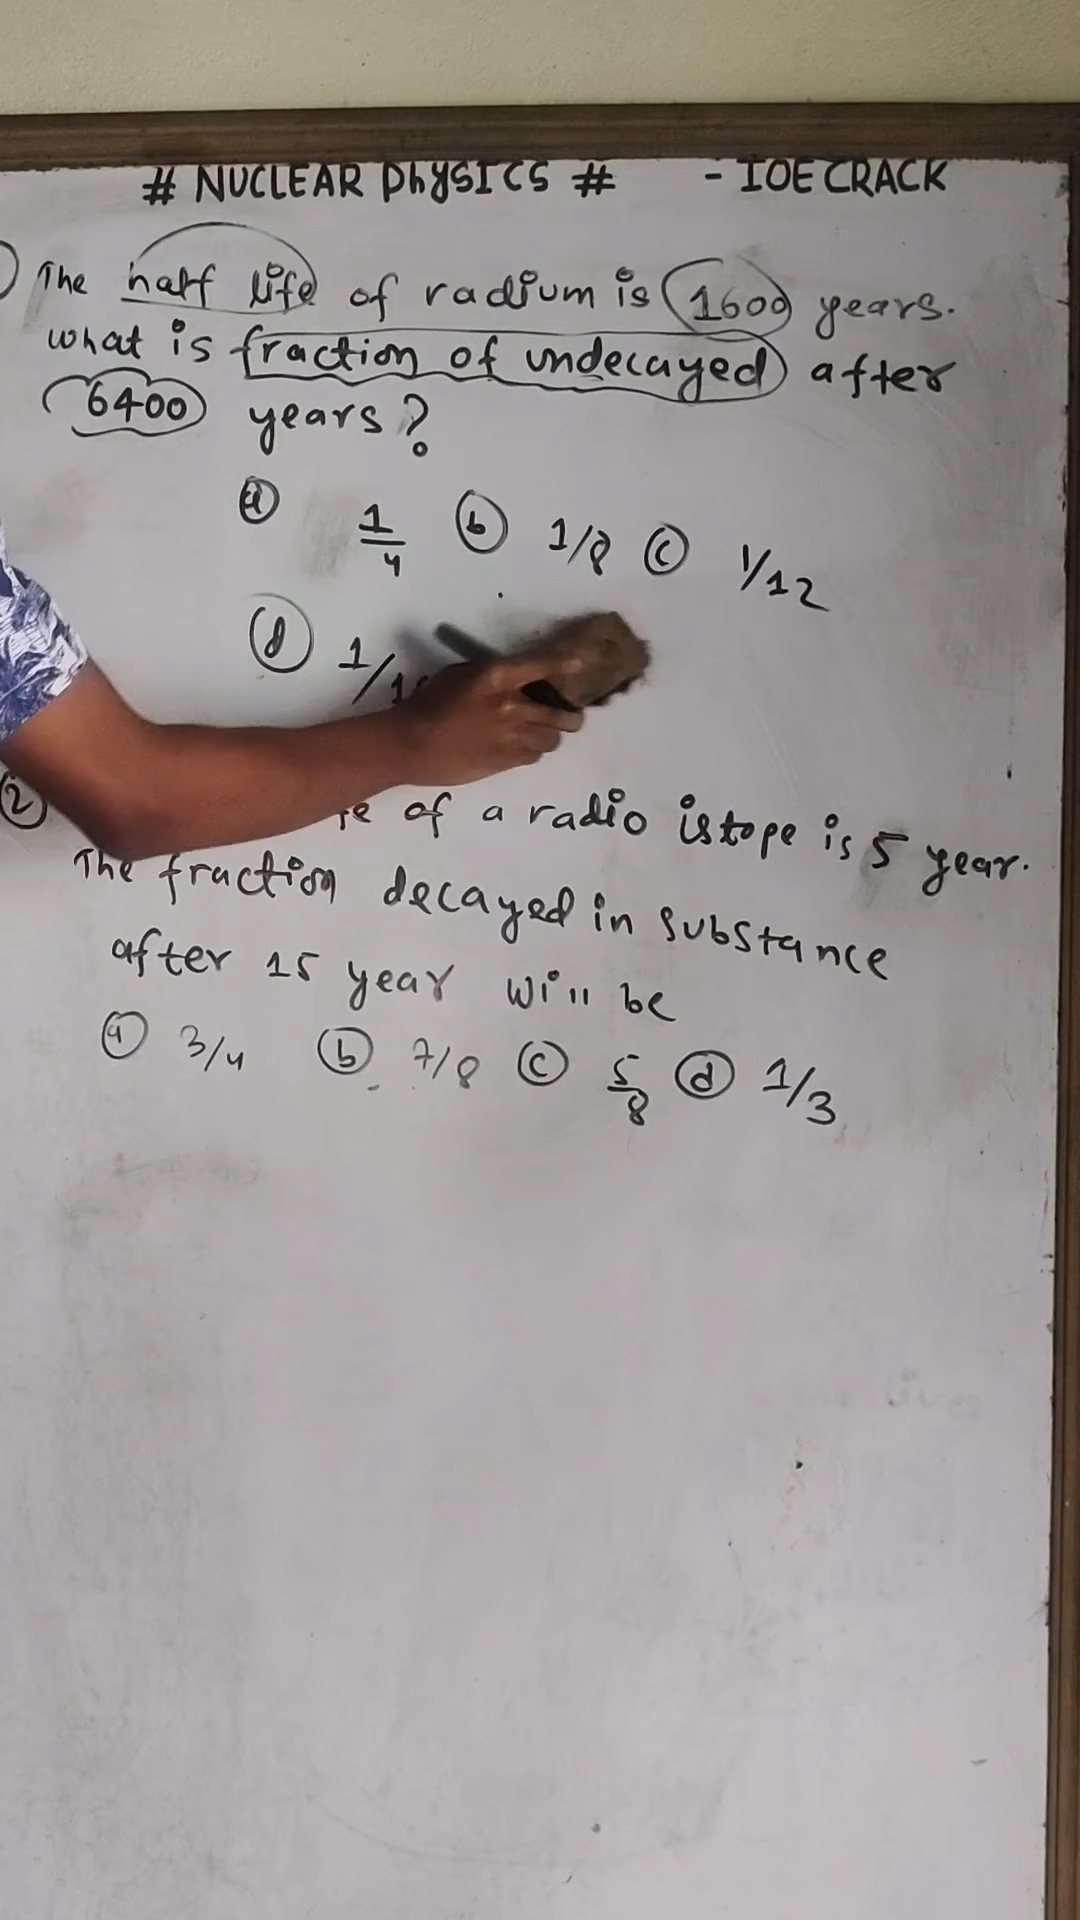 # NUCLEAR PhYSICS # - IOE CRACK
The half life of radium is 1600 years.
what is fraction of undecayed after
6400 years?
a 1/4 b 1/8 c 1/12
d
2 of a radio istope is 5 year.
The fraction decayed in substance
after 15 year will be
a 3/4 b 7/8 c 5/8 d 1/3